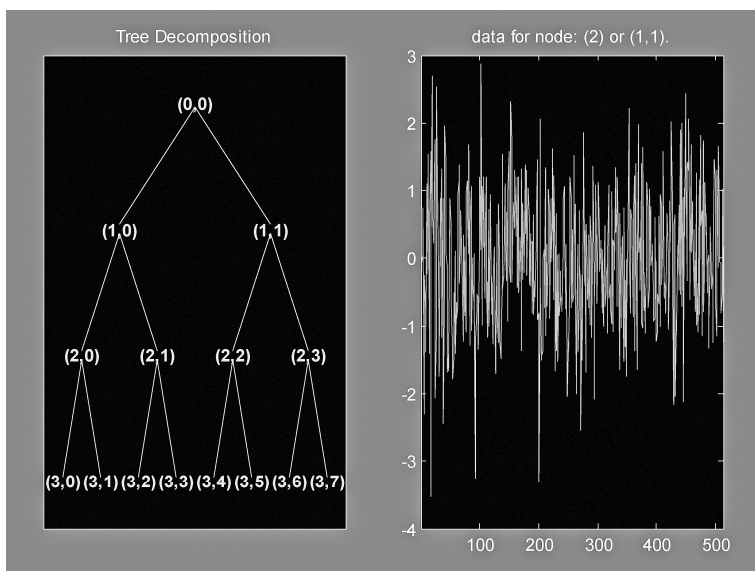 Tree Decomposition
(0,0)
(1,0) (1,1)
(2,0) (2,1) (2,2) (2,3)
(3,0) (3,1) (3,2) (3,3) (3,4) (3,5) (3,6) (3,7)
data for node: (2) or (1,1).
3
2
1
0
-1
-2
-3
-4
100 200 300 400 500